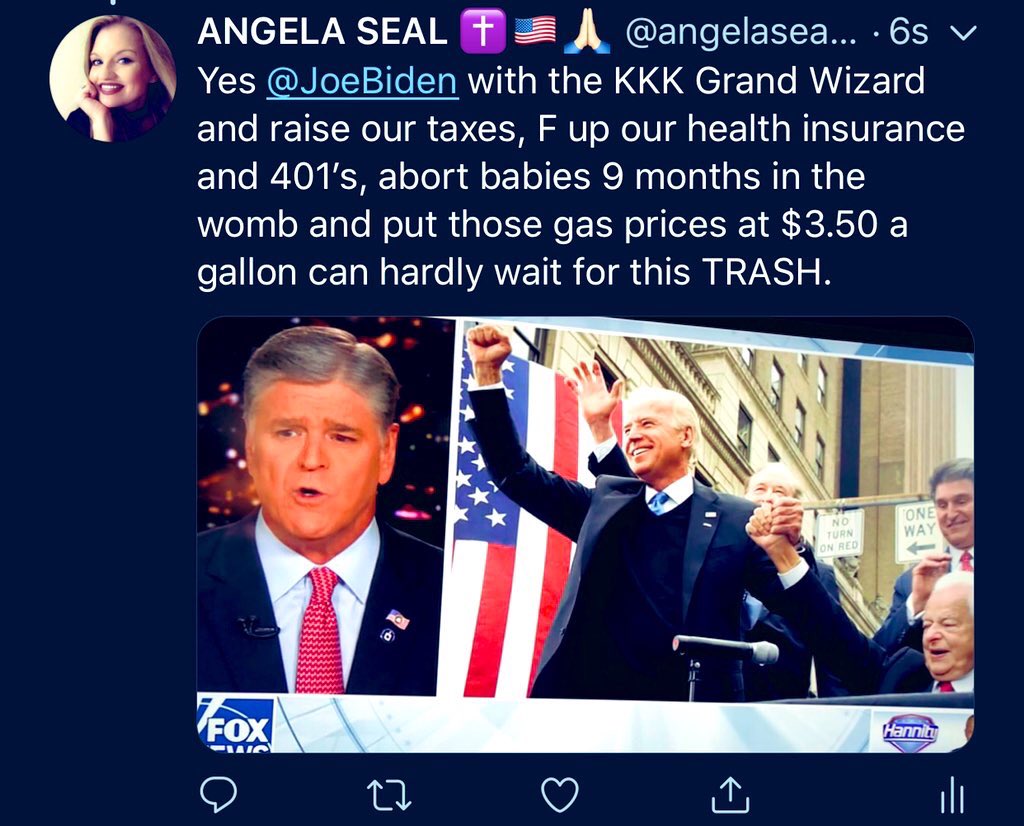 ANGELA SEAL ✝️🇺🇸🙏🏻 @angelasea... · 6s
Yes @JoeBiden with the KKK Grand Wizard
and raise our taxes, F up our health insurance
and 401’s, abort babies 9 months in the
womb and put those gas prices at $3.50 a
gallon can hardly wait for this TRASH.
NO
TURN
ON RED
ONE
WAY
FOX
NEWS
Hannity